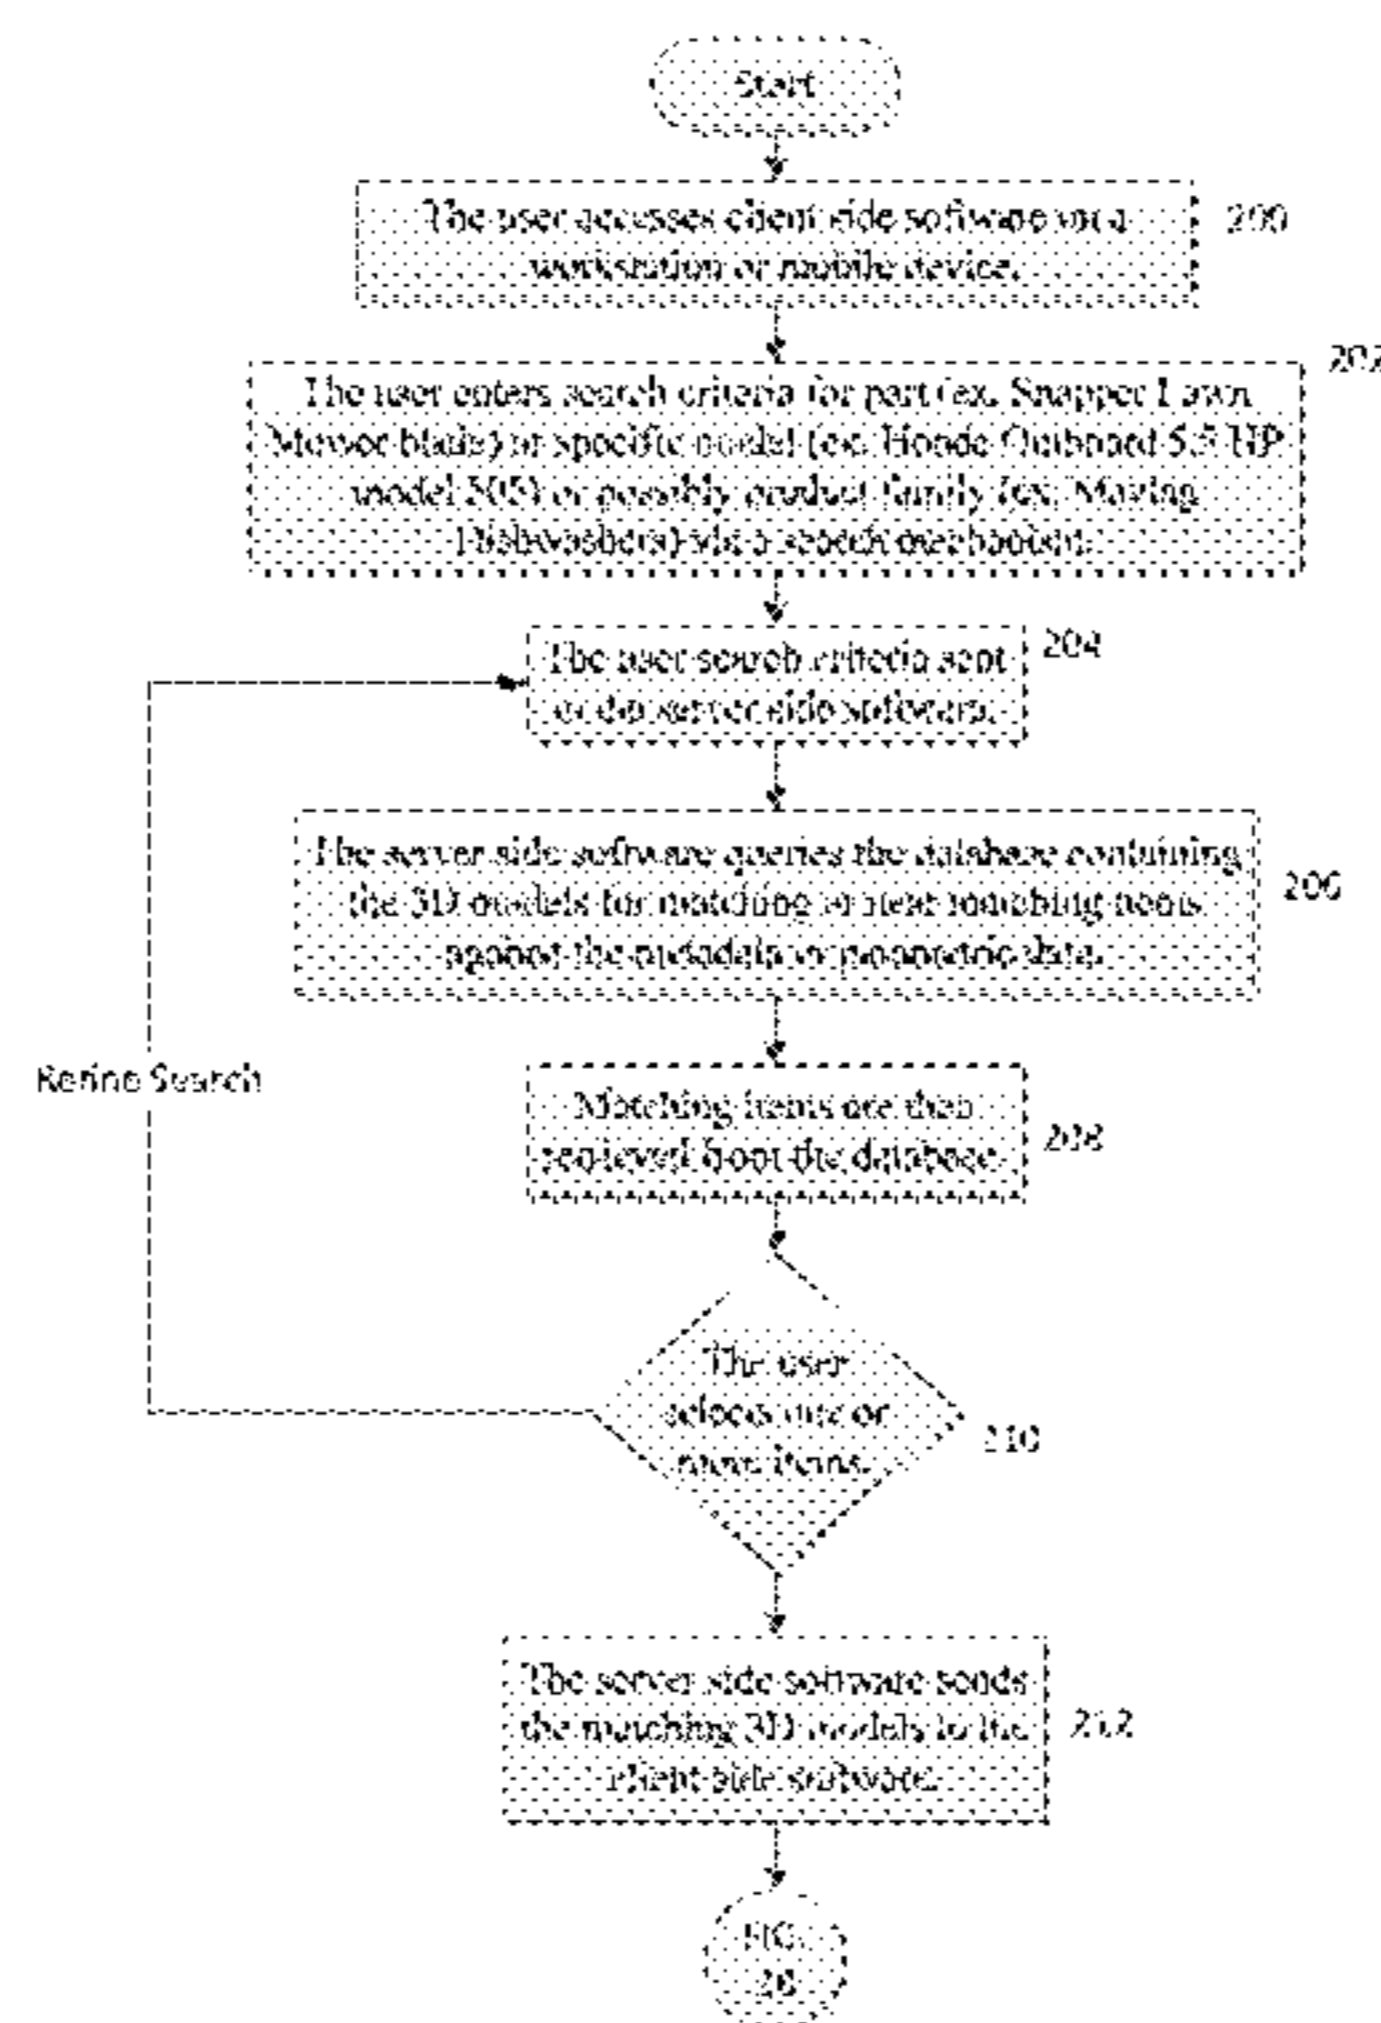 Start
The user accesses client side software via a
200
workstation or mobile device.
202
The user enters search criteria for part (ex. Snapper Lawn
Mower blade) or specific model (ex. Honda Outboard 5.5 HP
model 505) or possibly product family (ex. Maytag
Dishwashers) via a search mechanism.
204
The user search criteria sent
server side software.
The server side software queries the database containing
the 3D models for matching or near matching items
206
against the metadata or parametric data.
Refine Search
Matching items are then
208
retrieved from the database.
The user
selects one or
210
more items.
The server side software sends
the matching 3D models to the
212
client side software.
FIG.